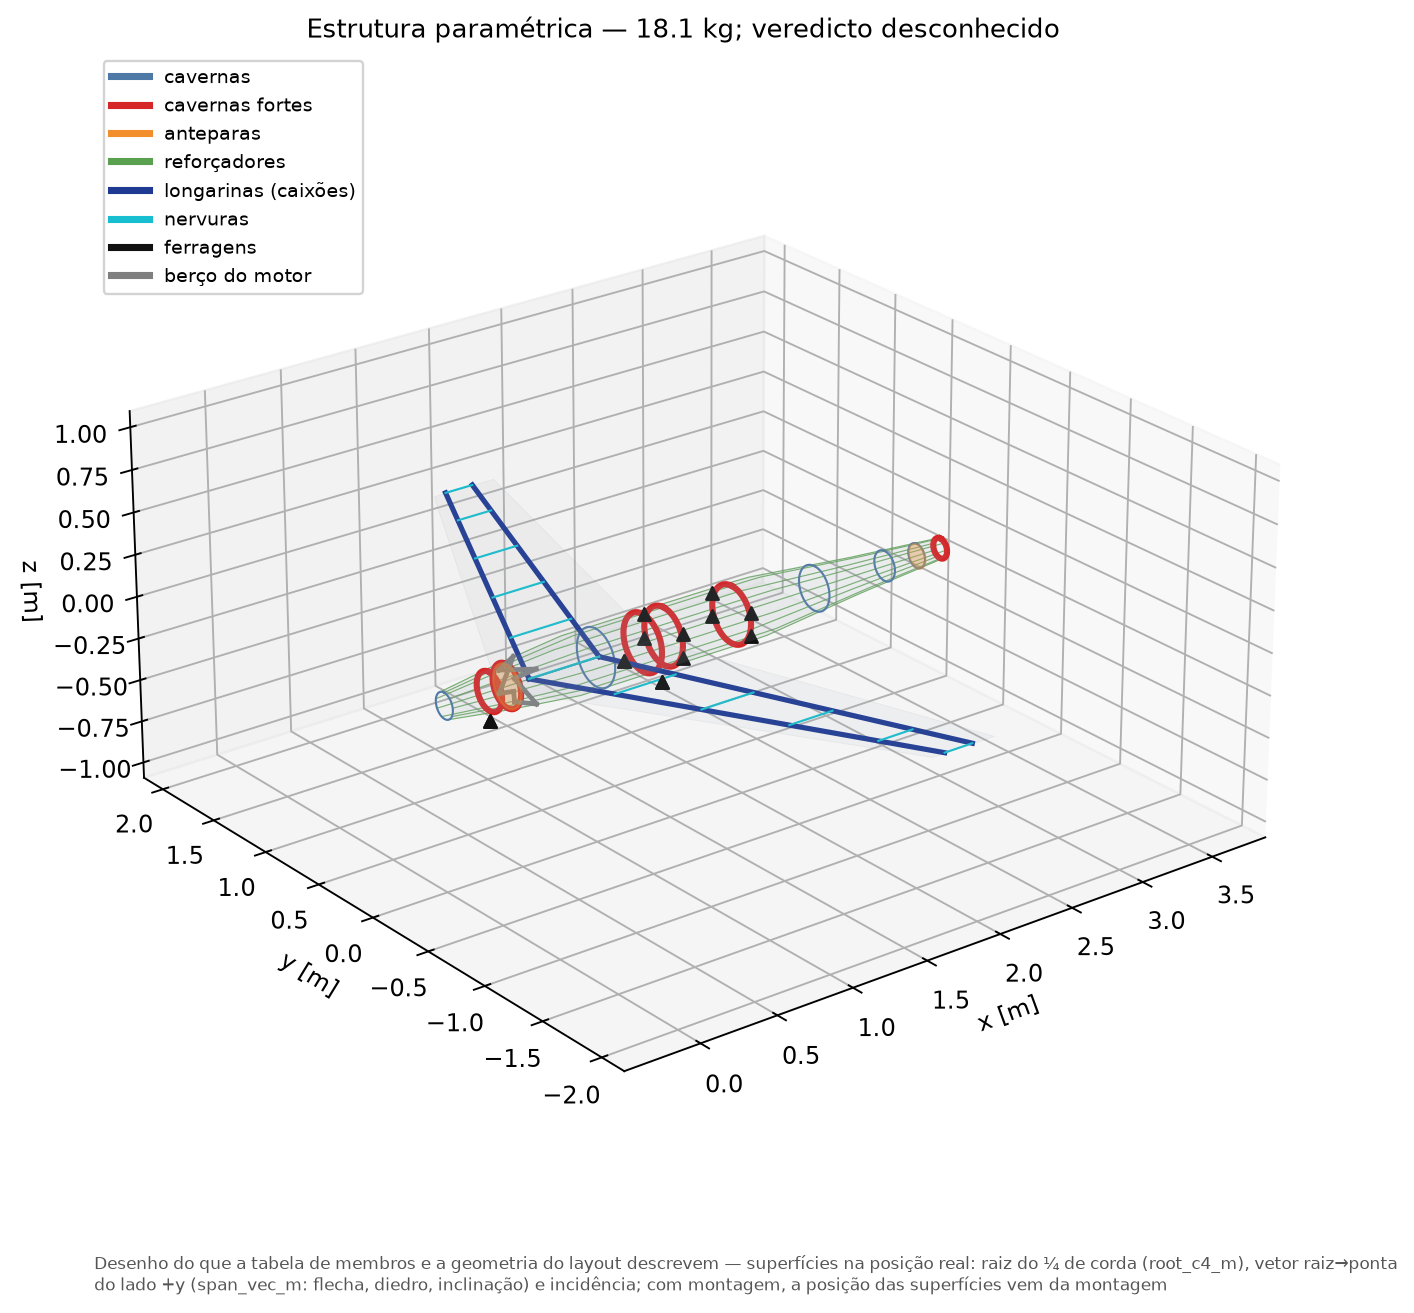 Estrutura paramétrica — 18.1 kg; veredicto desconhecido
cavernas
cavernas fortes
anteparas
reforçadores
longarinas (caixões)
nervuras
ferragens
berço do motor
1.00
0.75
0.50
0.25
0.00
−0.25
−0.50
−0.75
−1.00
z [m]
2.0
1.5
1.0
0.5
0.0
−0.5
−1.0
−1.5
−2.0
y [m]
0.0
0.5
1.0
1.5
2.0
2.5
3.0
3.5
x [m]
Desenho do que a tabela de membros e a geometria do layout descrevem — superfícies na posição real: raiz do ¼ de corda (root_c4_m), vetor raiz→ponta
do lado +y (span_vec_m: flecha, diedro, inclinação) e incidência; com montagem, a posição das superfícies vem da montagem